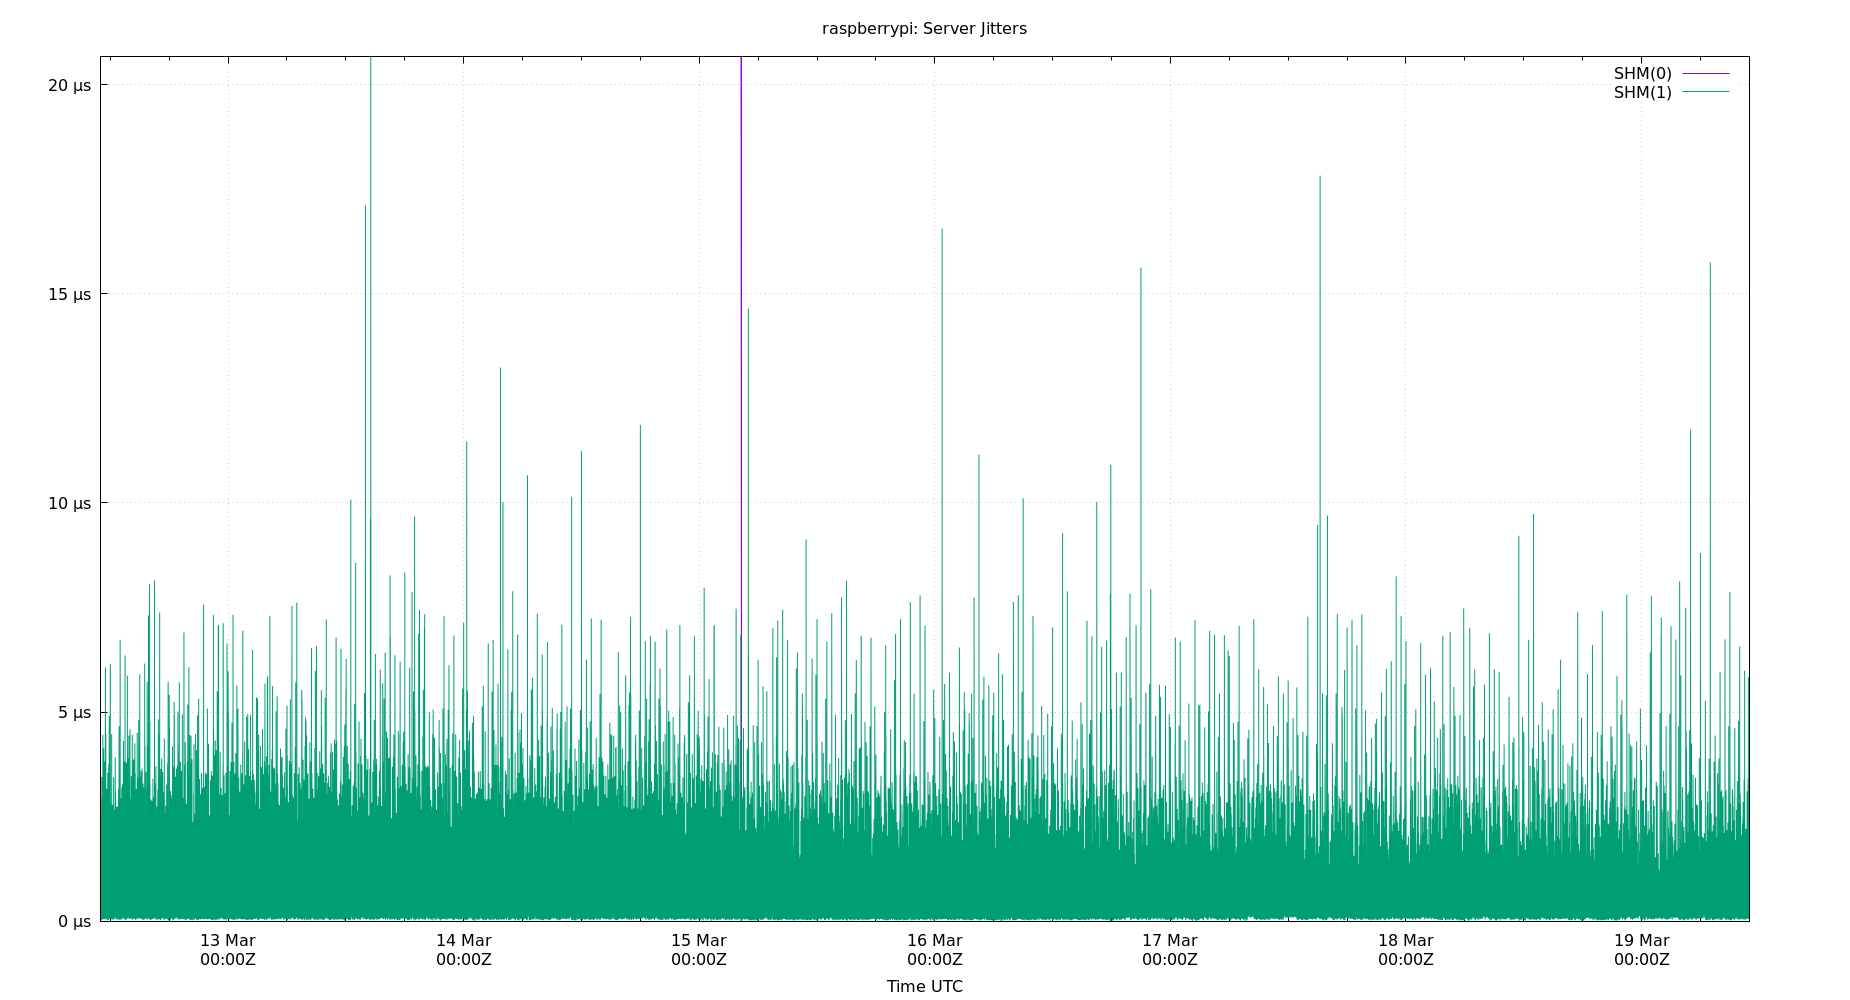 raspberrypi: Server Jitters
SHM(0)
SHM(1)
20 µs
15 µs
10 µs
5 µs
0 µs
13 Mar 14 Mar 15 Mar 16 Mar 17 Mar 18 Mar 19 Mar
00:00Z 00:00Z 00:00Z 00:00Z 00:00Z 00:00Z 00:00Z
Time UTC